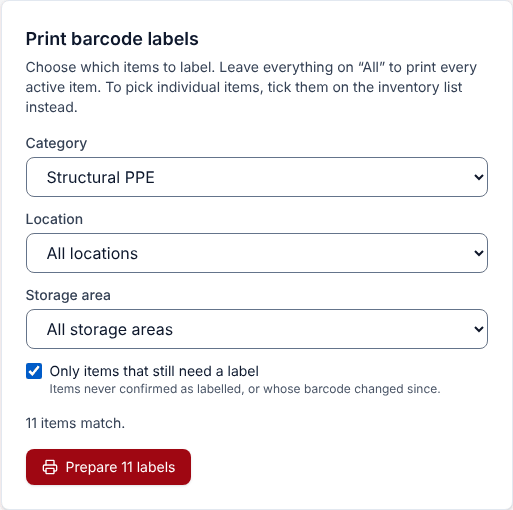 Print barcode labels
Choose which items to label. Leave everything on “All” to print every
active item. To pick individual items, tick them on the inventory list
instead.
Category
Structural PPE
Location
All locations
Storage area
All storage areas
Only items that still need a label
Items never confirmed as labelled, or whose barcode changed since.
11 items match.
Prepare 11 labels